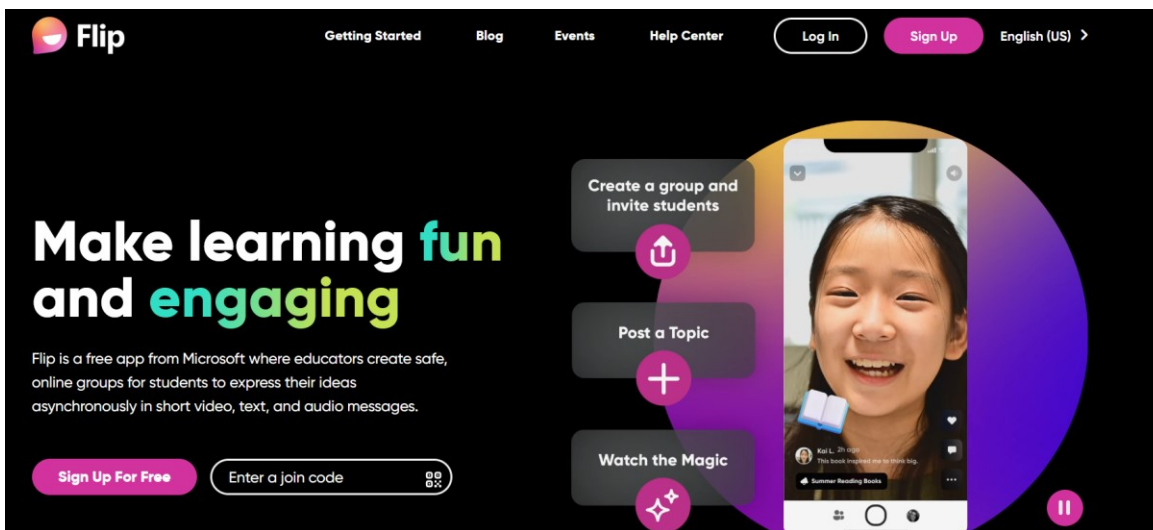 Flip
Getting Started
Blog
Events
Help Center
Log In
Sign Up
English (US)
Make learning fun
and engaging
Flip is a free app from Microsoft where educators create safe,
online groups for students to express their ideas
asynchronously in short video, text, and audio messages.
Sign Up For Free
Enter a join code
Create a group and
invite students
Post a Topic
Watch the Magic
Kai L. 2h ago
This book inspired me to think big.
Summer Reading Books